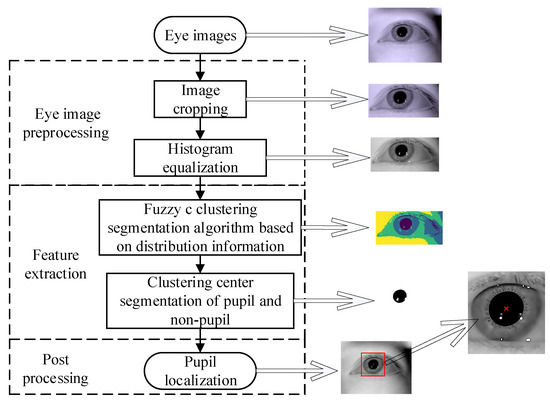 Eye images
Eye image
preprocessing
Image
cropping
Histogram
equalization
Feature
extraction
Fuzzy c clustering
segmentation algorithm based
on distribution information
Clustering center
segmentation of pupil and
non-pupil
Post
processing
Pupil
localization